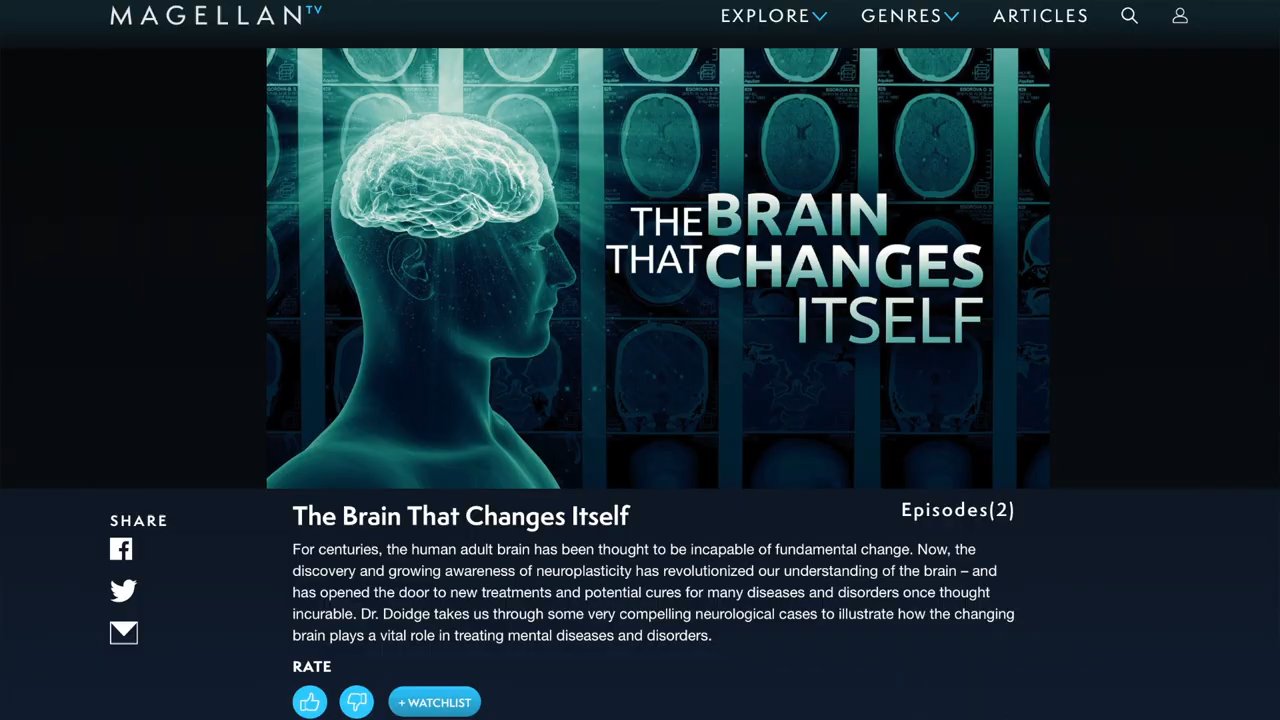 MAGELLANTV
EXPLORE
GENRES
ARTICLES
EGOROVA O. S.
EGOROVA O. S.
EGOROVA O. S.
THE BRAIN
THAT CHANGES
ITSELF
SHARE
The Brain That Changes Itself
Episodes(2)
For centuries, the human adult brain has been thought to be incapable of fundamental change. Now, the
discovery and growing awareness of neuroplasticity has revolutionized our understanding of the brain – and
has opened the door to new treatments and potential cures for many diseases and disorders once thought
incurable. Dr. Doidge takes us through some very compelling neurological cases to illustrate how the changing
brain plays a vital role in treating mental diseases and disorders.
RATE
+ WATCHLIST